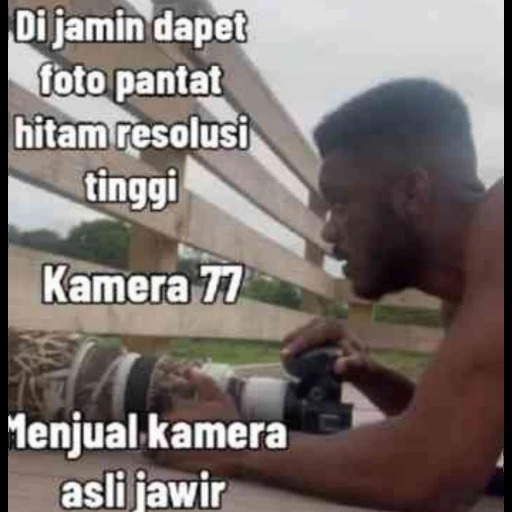 Di jamin dapet
foto pantat
hitam resolusi
tinggi
Kamera 77
Menjual kamera
asli jawir